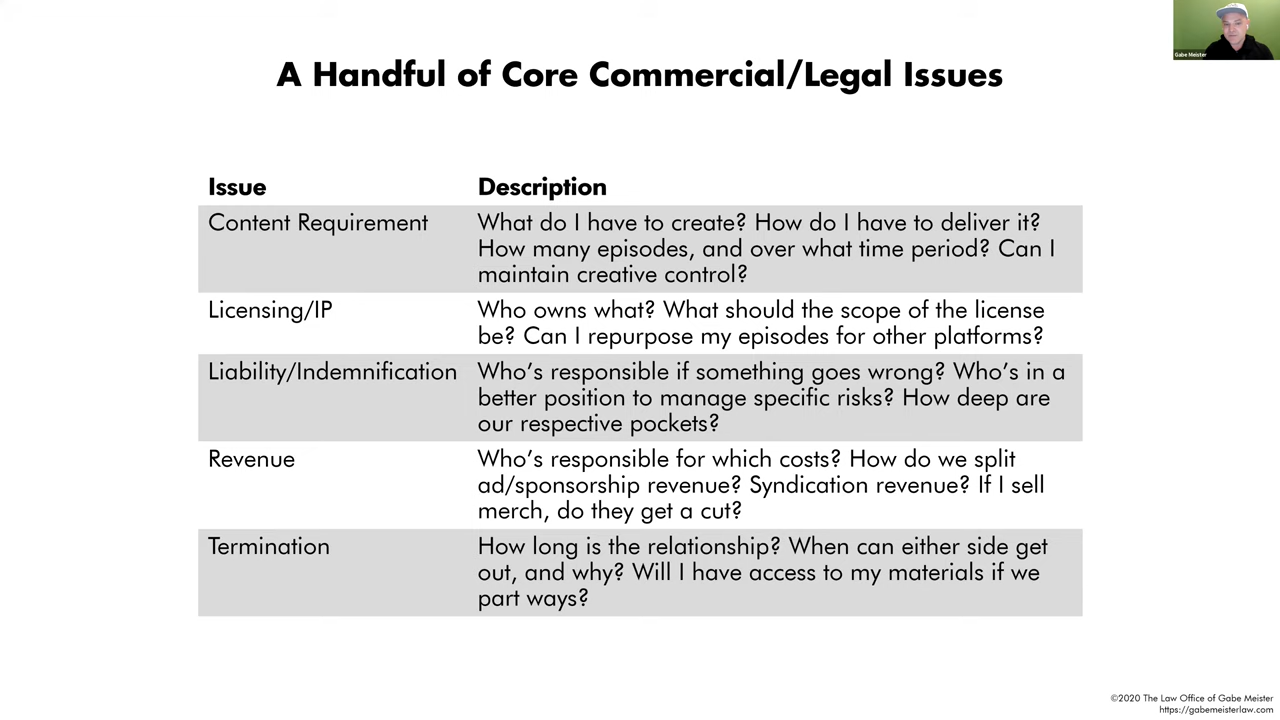 Gabe Meister
A Handful of Core Commercial/Legal Issues
Issue
Description
Content Requirement
What do I have to create? How do I have to deliver it?
How many episodes, and over what time period? Can I
maintain creative control?
Licensing/IP
Who owns what? What should the scope of the license
be? Can I repurpose my episodes for other platforms?
Liability/Indemnification
Who’s responsible if something goes wrong? Who’s in a
better position to manage specific risks? How deep are
our respective pockets?
Revenue
Who’s responsible for which costs? How do we split
ad/sponsorship revenue? Syndication revenue? If I sell
merch, do they get a cut?
Termination
How long is the relationship? When can either side get
out, and why? Will I have access to my materials if we
part ways?
©2020 The Law Office of Gabe Meister
https://gabemeisterlaw.com